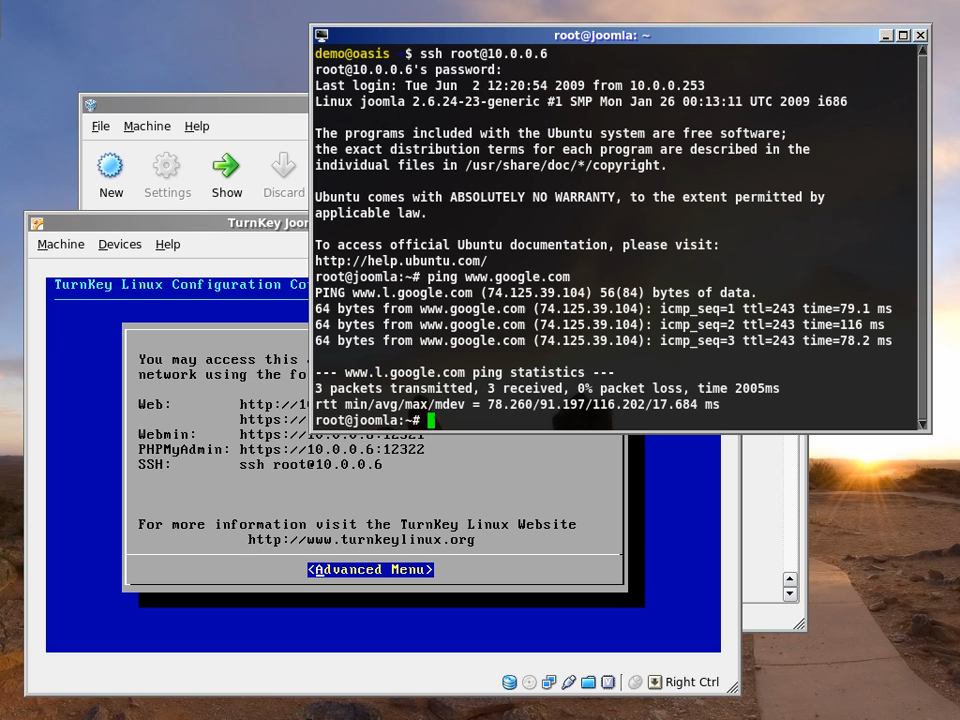 root@joomla: ~
demo@oasis ~ $ ssh root@10.0.0.6
root@10.0.0.6's password:
Last login: Tue Jun  2 12:20:54 2009 from 10.0.0.253
Linux joomla 2.6.24-23-generic #1 SMP Mon Jan 26 00:13:11 UTC 2009 i686
The programs included with the Ubuntu system are free software;
the exact distribution terms for each program are described in the
individual files in /usr/share/doc/*/copyright.
Ubuntu comes with ABSOLUTELY NO WARRANTY, to the extent permitted by
applicable law.
To access official Ubuntu documentation, please visit:
http://help.ubuntu.com/
root@joomla:~# ping www.google.com
PING www.l.google.com (74.125.39.104) 56(84) bytes of data.
64 bytes from www.google.com (74.125.39.104): icmp_seq=1 ttl=243 time=79.1 ms
64 bytes from www.google.com (74.125.39.104): icmp_seq=2 ttl=243 time=116 ms
64 bytes from www.google.com (74.125.39.104): icmp_seq=3 ttl=243 time=78.2 ms
--- www.l.google.com ping statistics ---
3 packets transmitted, 3 received, 0% packet loss, time 2005ms
rtt min/avg/max/mdev = 78.260/91.197/116.202/17.684 ms
root@joomla:~#
File Machine Help
New Settings Show Discard
TurnKey Joo
Machine Devices Help
TurnKey Linux Configuration Co
You may access this
network using the fo
Web: http://1
https://
Webmin: https://10.0.0.6:12321
PHPMyAdmin: https://10.0.0.6:12322
SSH: ssh root@10.0.0.6
For more information visit the TurnKey Linux Website
http://www.turnkeylinux.org
<Advanced Menu>
Right Ctrl